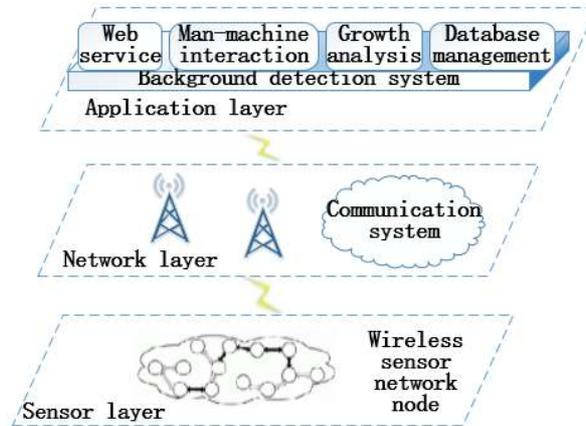 Web
service
Man-machine
interaction
Growth
analysis
Database
management
Background detection system
Application layer
Communication
system
Network layer
Wireless
sensor
network
node
Sensor layer